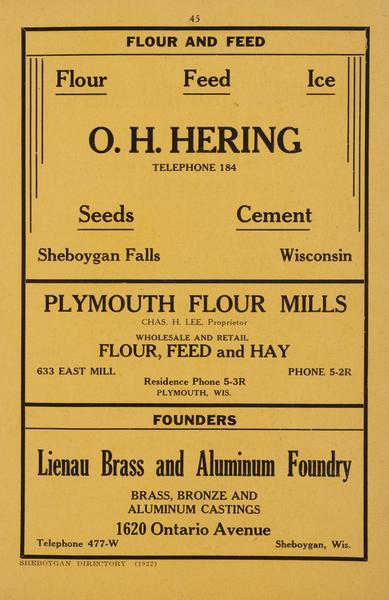 45
FLOUR AND FEED
Flour Feed Ice
O. H. HERING
TELEPHONE 184
Seeds Cement
Sheboygan Falls Wisconsin
PLYMOUTH FLOUR MILLS
CHAS. H. LEE, Proprietor
WHOLESALE AND RETAIL
FLOUR, FEED and HAY
633 EAST MILL PHONE 5-2R
Residence Phone 5-3R
PLYMOUTH, WIS.
FOUNDERS
Lienau Brass and Aluminum Foundry
BRASS, BRONZE AND
ALUMINUM CASTINGS
1620 Ontario Avenue
Telephone 477-W Sheboygan, Wis.
SHEBOYGAN DIRECTORY (1922)